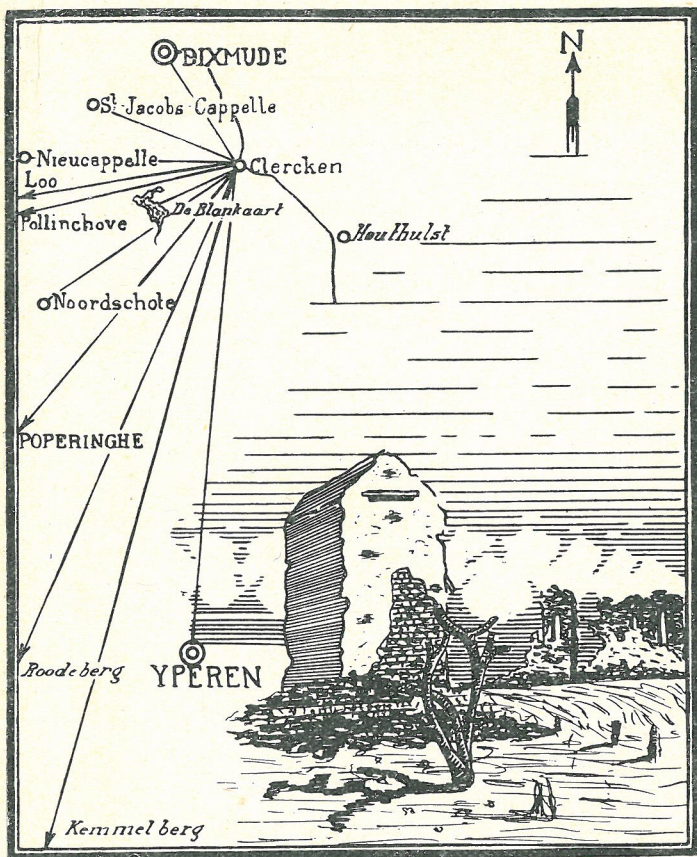 N
DIXMUDE
St Jacobs Cappelle
Nieucappelle
Clercken
Loo
De Blankaart
Pollinchove
Houthulst
Noordschote
POPERINGHE
Roodeberg
YPEREN
Kemmelberg